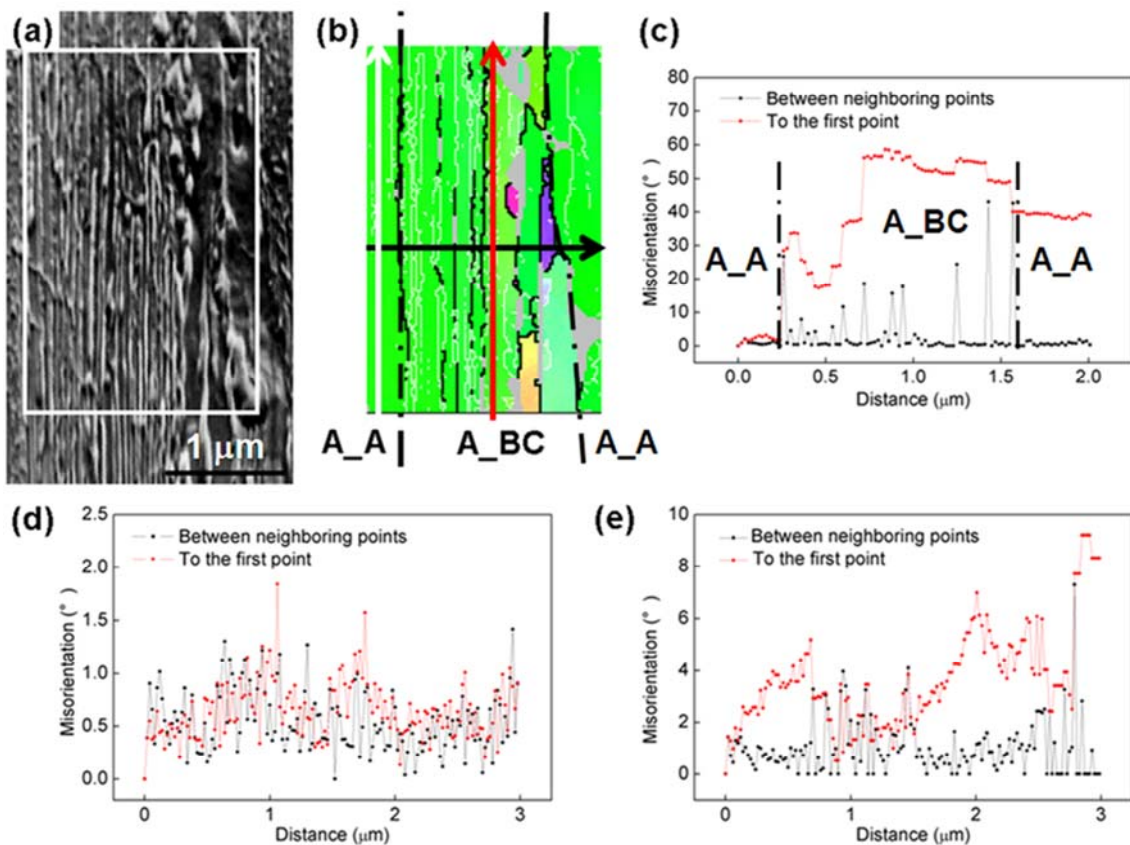 (a)
1 μm
(b)
A_A
A_BC
A_A
(c)
Between neighboring points
To the first point
Misorientation (°)
80
70
60
50
40
30
20
10
0
A_A
A_BC
A_A
0.0 0.5 1.0 1.5 2.0
Distance (μm)
(d)
Between neighboring points
To the first point
Misorientation (°)
2.5
2.0
1.5
1.0
0.5
0.0
0 1 2 3
Distance (μm)
(e)
Between neighboring points
To the first point
Misorientation (°)
10
8
6
4
2
0
0 1 2 3
Distance (μm)